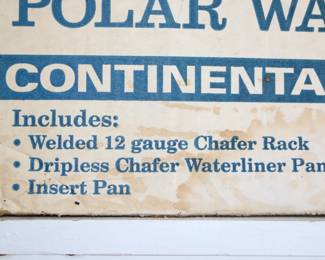 POLAR WA
CONTINENTA
Includes:
• Welded 12 gauge Chafer Rack
• Dripless Chafer Waterliner Pan
• Insert Pan